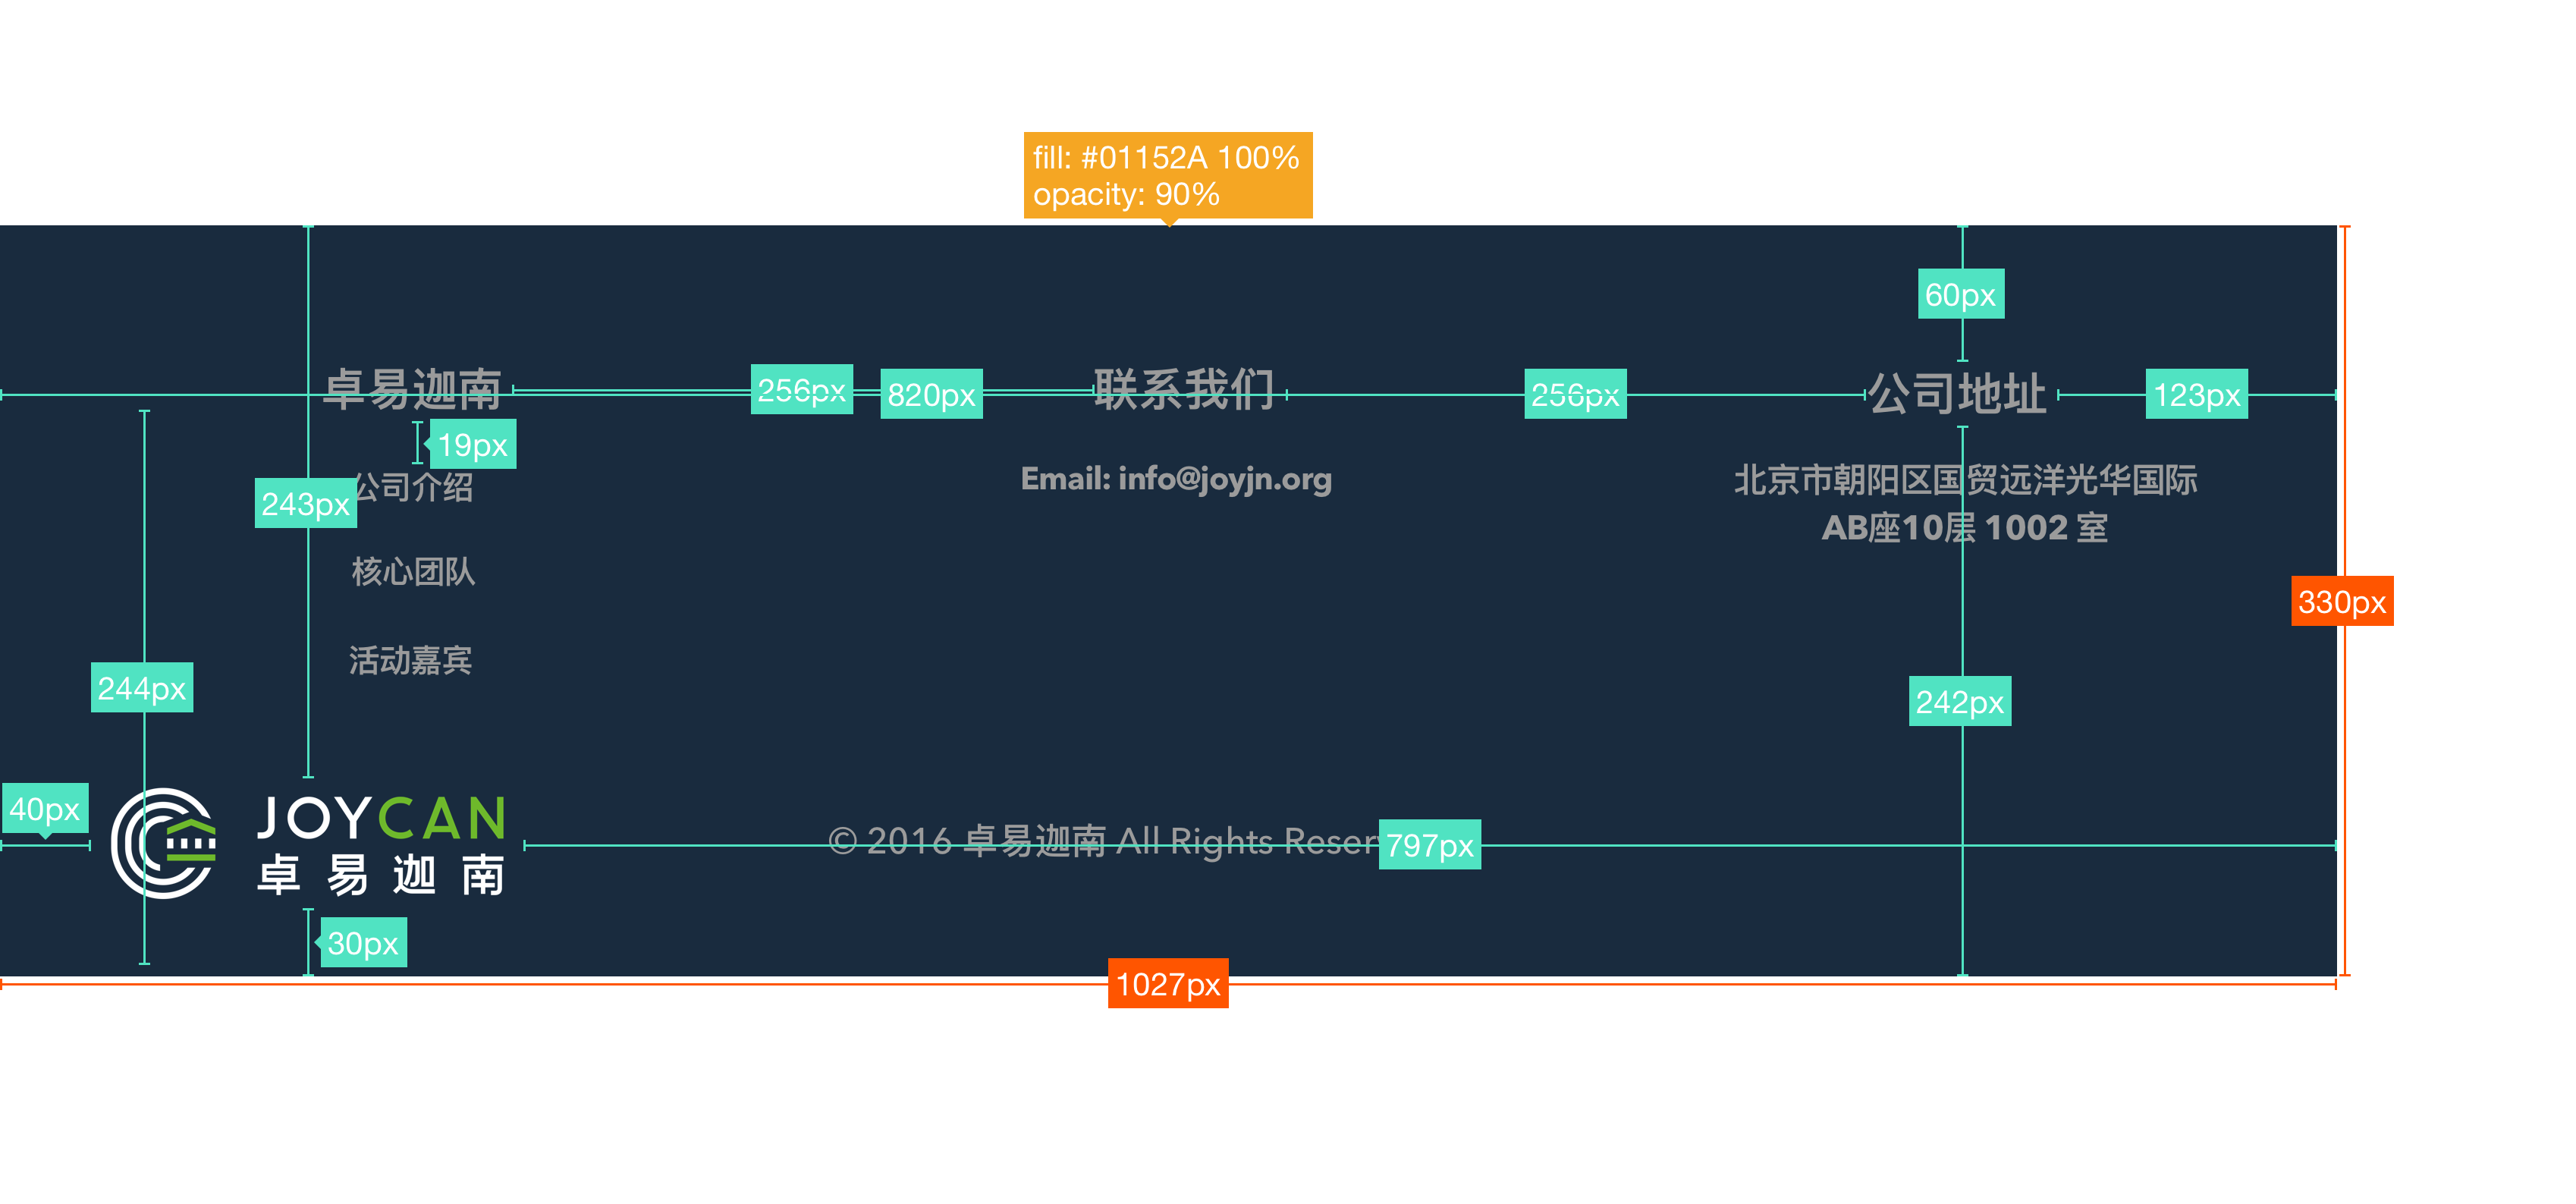 fill: #01152A 100%
opacity: 90%
60px
卓易迦南
256px
820px
联系我们
256px
公司地址
123px
19px
243px
公司介绍
Email: info@joyjn.org
北京市朝阳区国贸远洋光华国际
AB座10层 1002 室
核心团队
330px
活动嘉宾
244px
242px
40px
JOYCAN
卓易迦南
© 2016 卓易迦南 All Rights
797px
30px
1027px